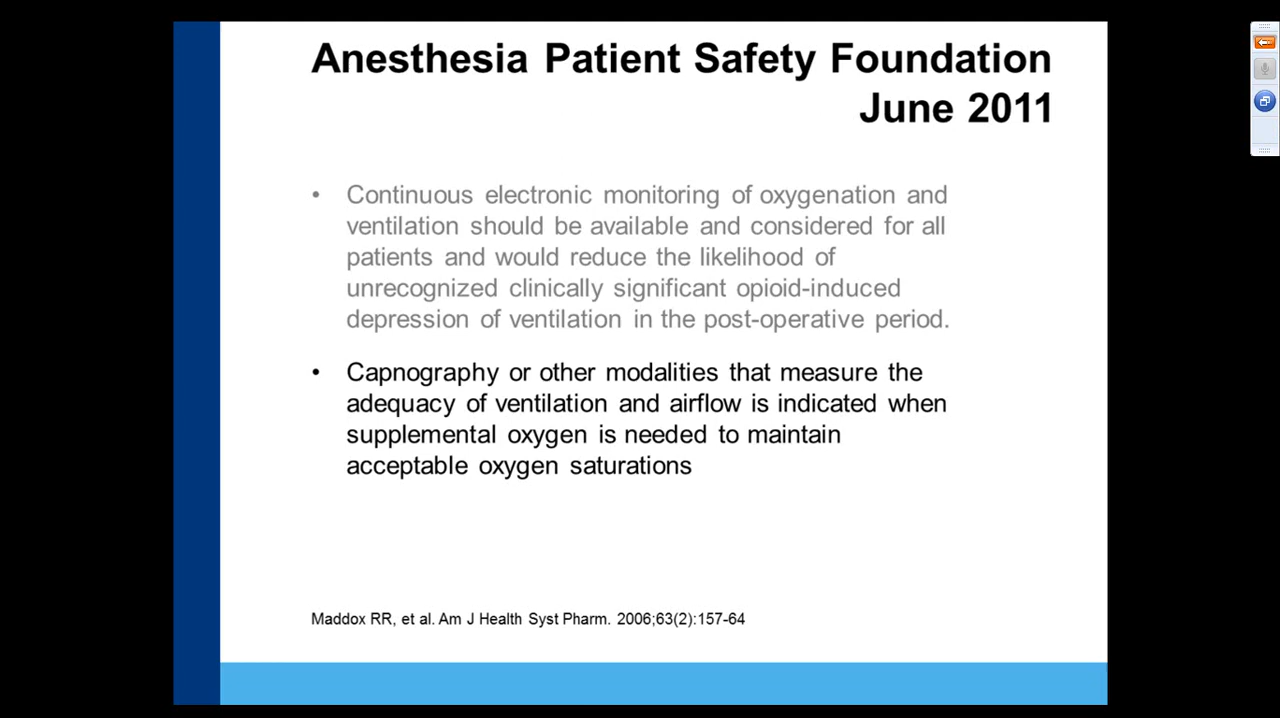 Anesthesia Patient Safety Foundation
June 2011
• Continuous electronic monitoring of oxygenation and
ventilation should be available and considered for all
patients and would reduce the likelihood of
unrecognized clinically significant opioid-induced
depression of ventilation in the post-operative period.
• Capnography or other modalities that measure the
adequacy of ventilation and airflow is indicated when
supplemental oxygen is needed to maintain
acceptable oxygen saturations
Maddox RR, et al. Am J Health Syst Pharm. 2006;63(2):157-64